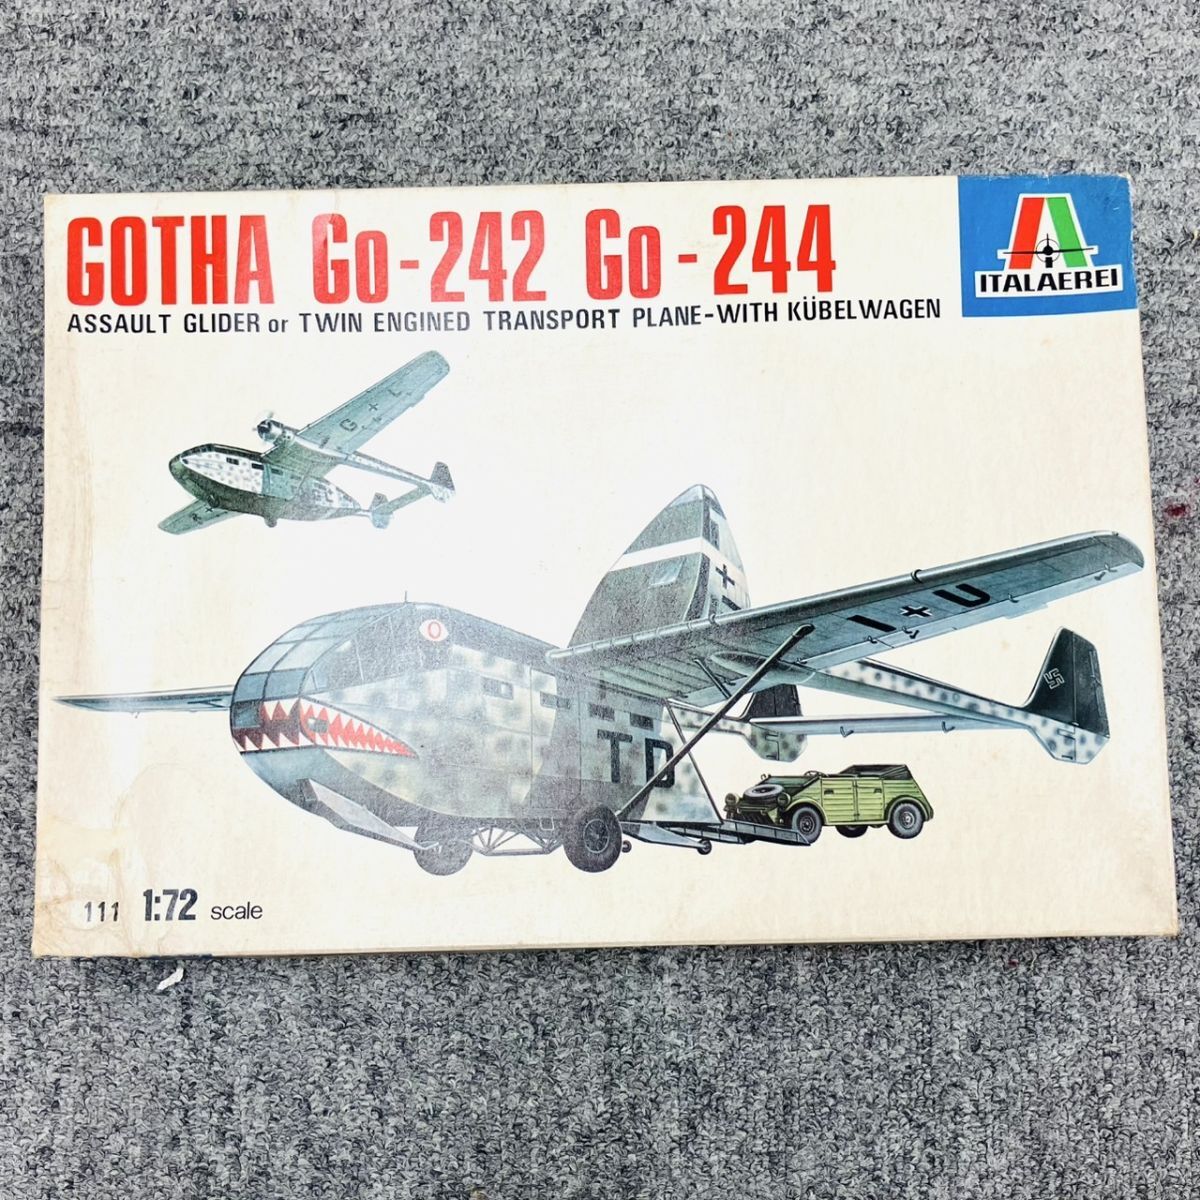 GOTHA Go-242 Go-244
ASSAULT GLIDER or TWIN ENGINED TRANSPORT PLANE-WITH KÜBELWAGEN
ITALAEREI
G+L
I+U
TD
111 1:72 scale